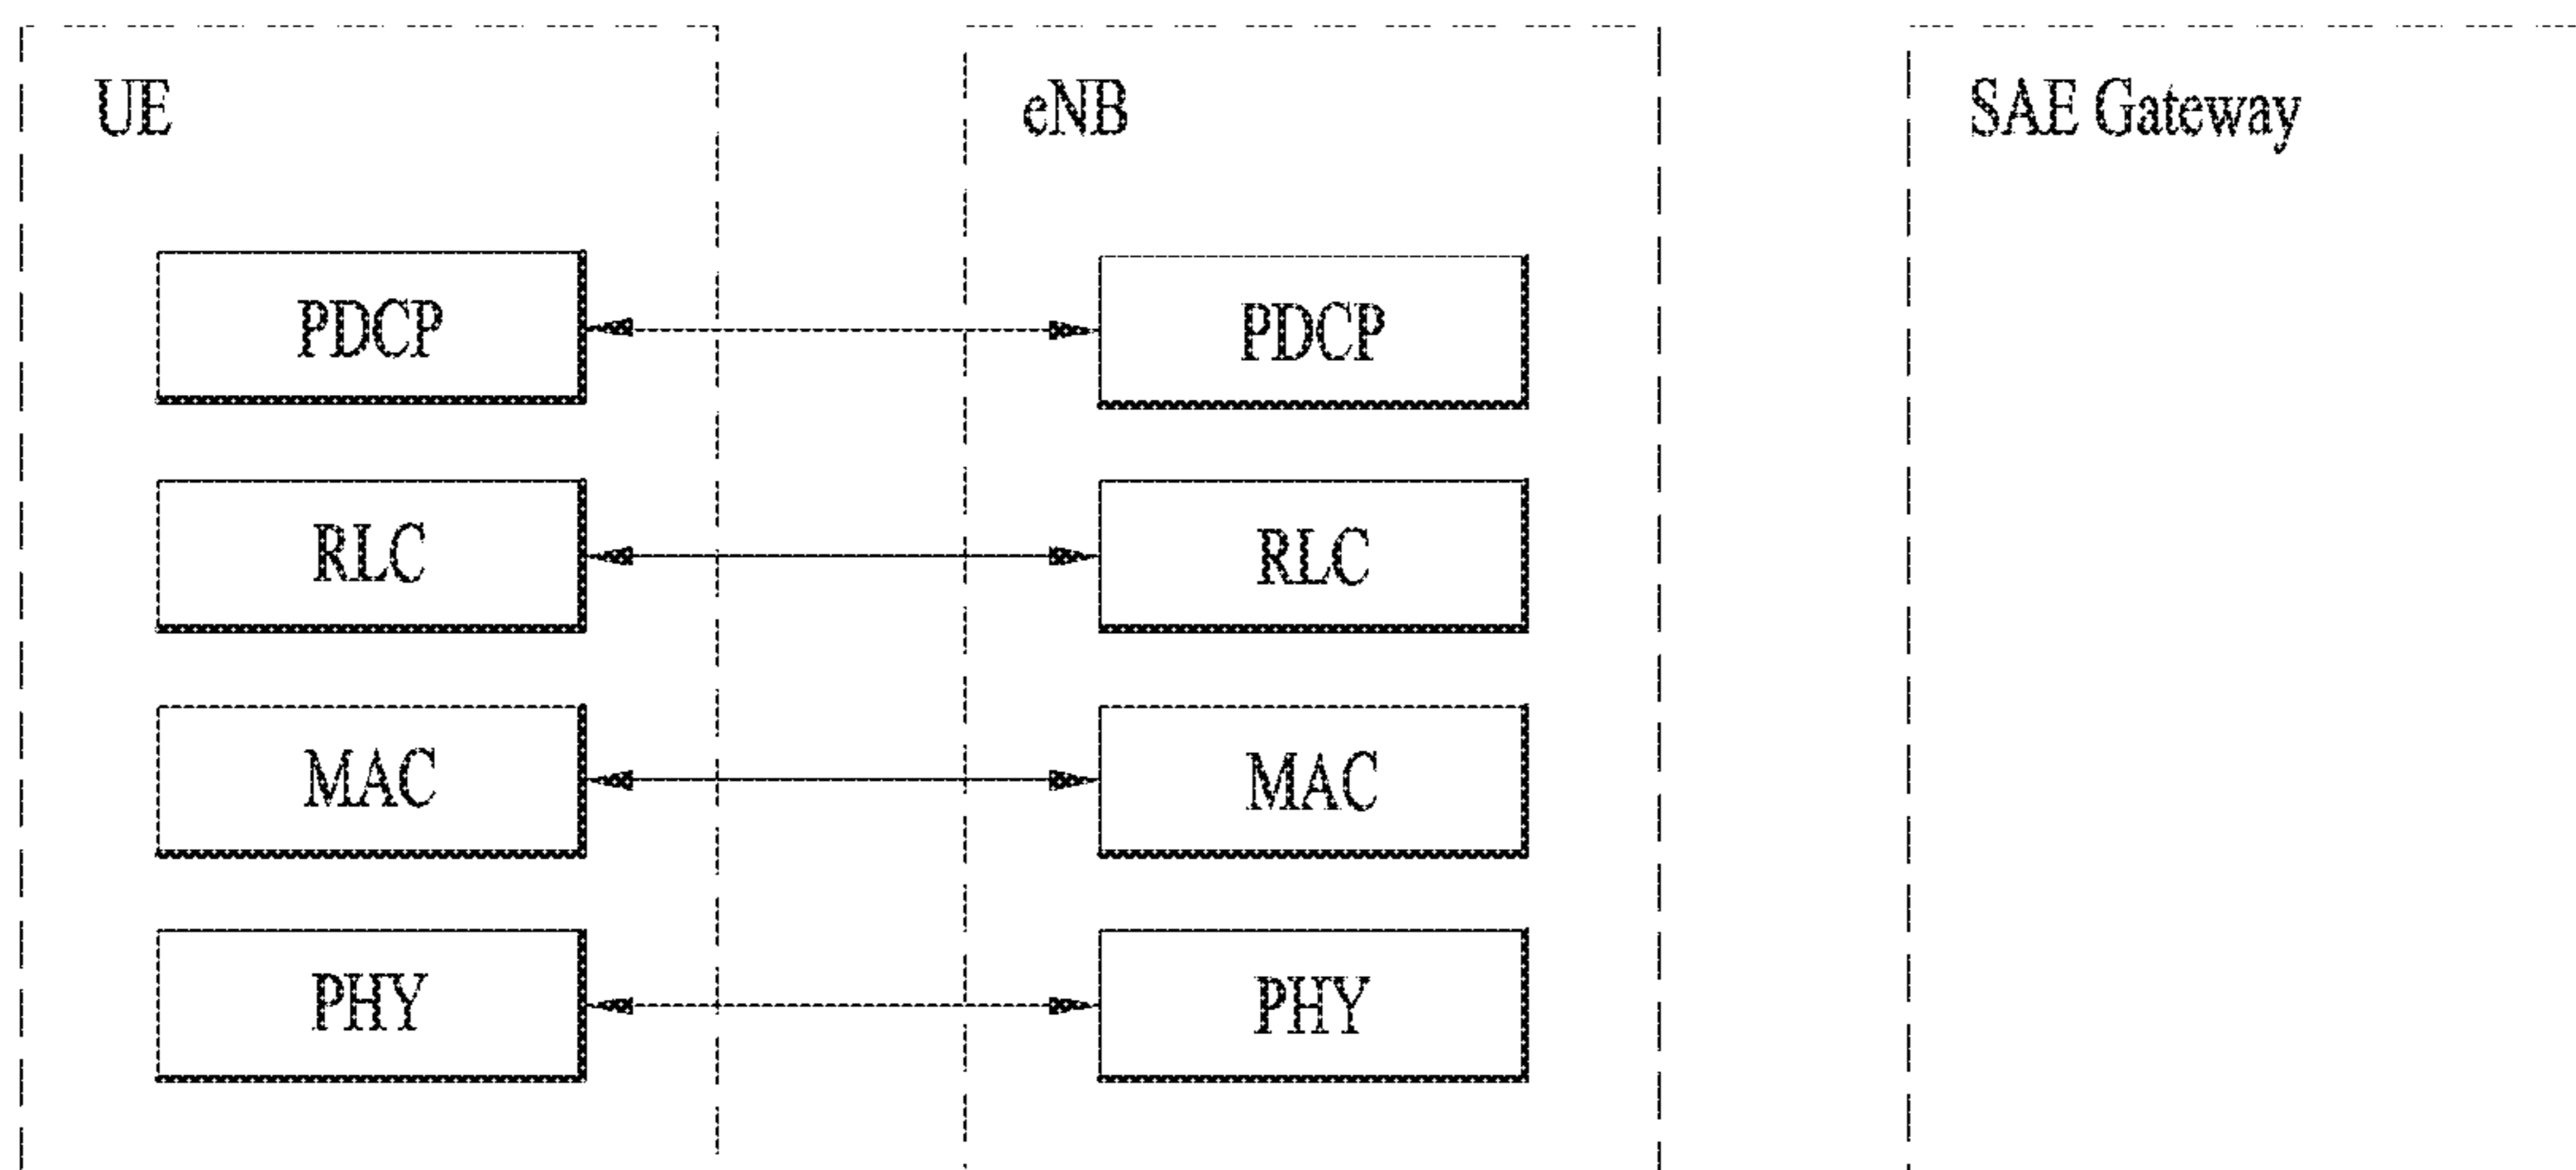 UE
eNB
SAE Gateway
PDCP
PDCP
RLC
RLC
MAC
MAC
PHY
PHY